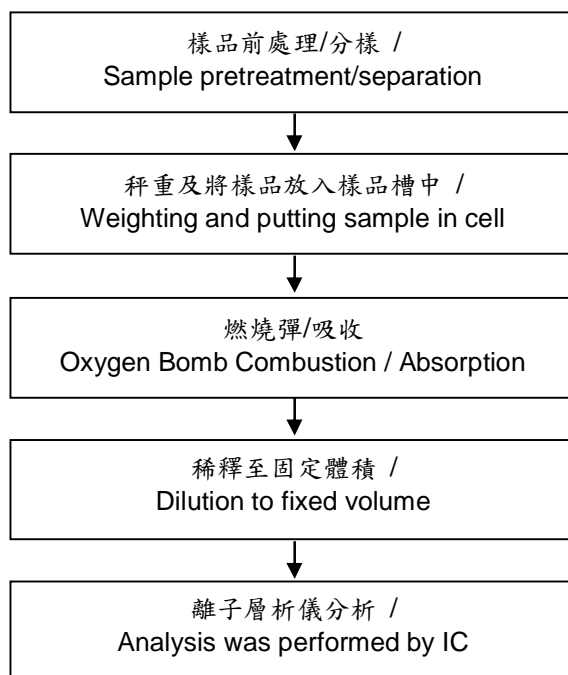 樣品前處理/分樣 /
Sample pretreatment/separation
秤重及將樣品放入樣品槽中 /
Weighting and putting sample in cell
燃燒彈/吸收
Oxygen Bomb Combustion / Absorption
稀釋至固定體積 /
Dilution to fixed volume
離子層析儀分析 /
Analysis was performed by IC